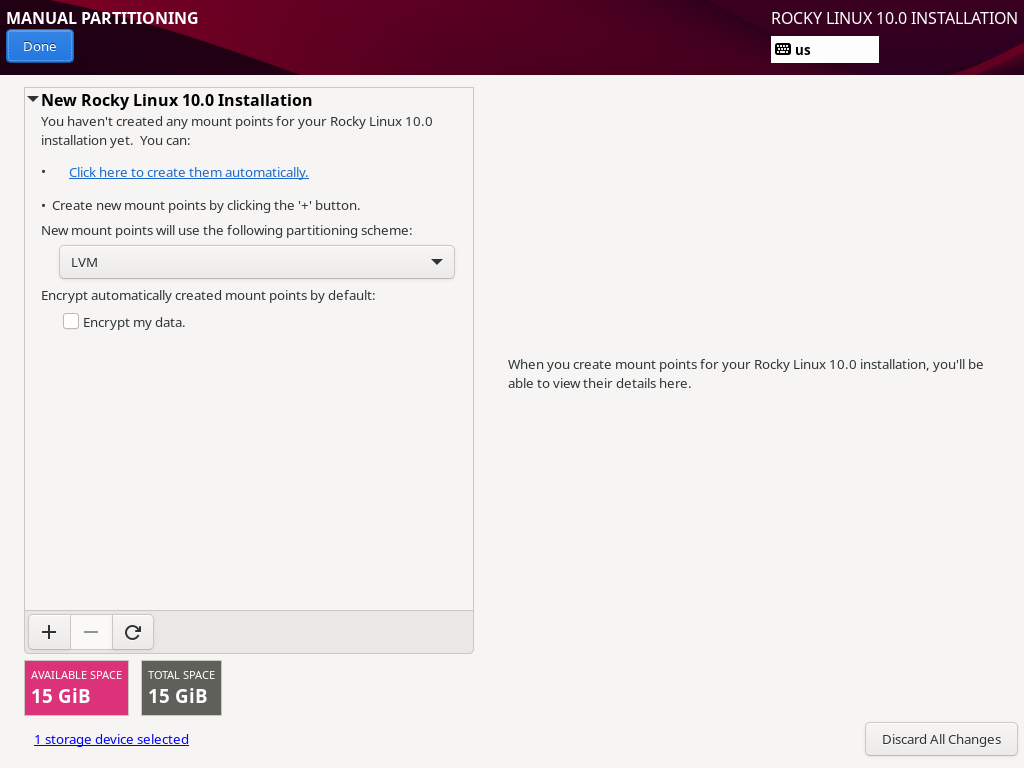 MANUAL PARTITIONING
ROCKY LINUX 10.0 INSTALLATION
Done
us
New Rocky Linux 10.0 Installation
You haven't created any mount points for your Rocky Linux 10.0
installation yet.  You can:
• Click here to create them automatically.
• Create new mount points by clicking the '+' button.
New mount points will use the following partitioning scheme:
LVM
Encrypt automatically created mount points by default:
Encrypt my data.
When you create mount points for your Rocky Linux 10.0 installation, you'll be
able to view their details here.
AVAILABLE SPACE
15 GiB
TOTAL SPACE
15 GiB
1 storage device selected
Discard All Changes